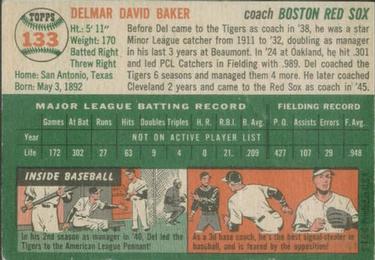 TOPPS
133
DELMAR DAVID BAKER
coach BOSTON RED SOX
Ht.: 5' 11"
Weight: 170
Batted Right
Threw Right
Home: San Antonio, Texas
Born: May 3, 1892
Before Del came to the Tigers as coach in '38, he was a star
Minor League catcher from 1911 to '32, doubling as manager
in his last 3 years at Beaumont. In '24 at Oakland, he hit .301
and led PCL Catchers in Fielding with .989. Del coached the
Tigers 6 seasons and managed them 4 more. He later coached
Cleveland 2 years and came to the Red Sox as in '45.
MAJOR LEAGUE BATTING RECORD
FIELDING RECORD
Games At Bat Runs Hits Doubles Triples H. R. R.B.I. B. Avg. P.O. Assists Errors F. Avg.
Year NOT ON ACTIVE PLAYER LIST
Life 172 302 27 63 9 4 0 21 .209 427 107 29 .948
INSIDE BASEBALL
In his 2nd season as manager in '40, Del led the
Tigers to the American League Pennant!
As a 3d base coach, he's the best signal-stealer in
baseball, and is feared by the opposition!